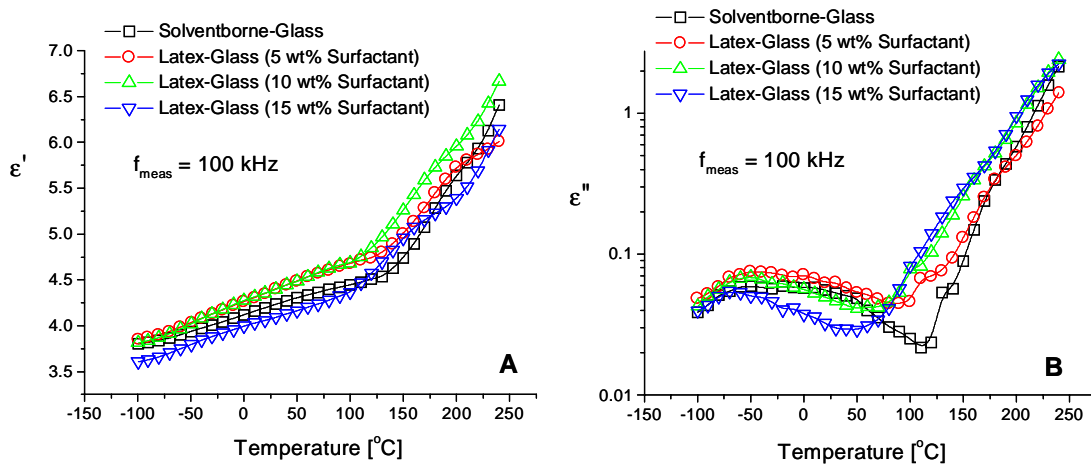 Solventborne-Glass
Latex-Glass (5 wt% Surfactant)
Latex-Glass (10 wt% Surfactant)
Latex-Glass (15 wt% Surfactant)
7.0
6.5
6.0
5.5
5.0
4.5
4.0
3.5
ε'
f_meas = 100 kHz
A
-150 -100 -50 0 50 100 150 200 250
Temperature [°C]
Solventborne-Glass
Latex-Glass (5 wt% Surfactant)
Latex-Glass (10 wt% Surfactant)
Latex-Glass (15 wt% Surfactant)
1
0.1
0.01
ε"
f_meas = 100 kHz
B
-150 -100 -50 0 50 100 150 200 250
Temperature [°C]